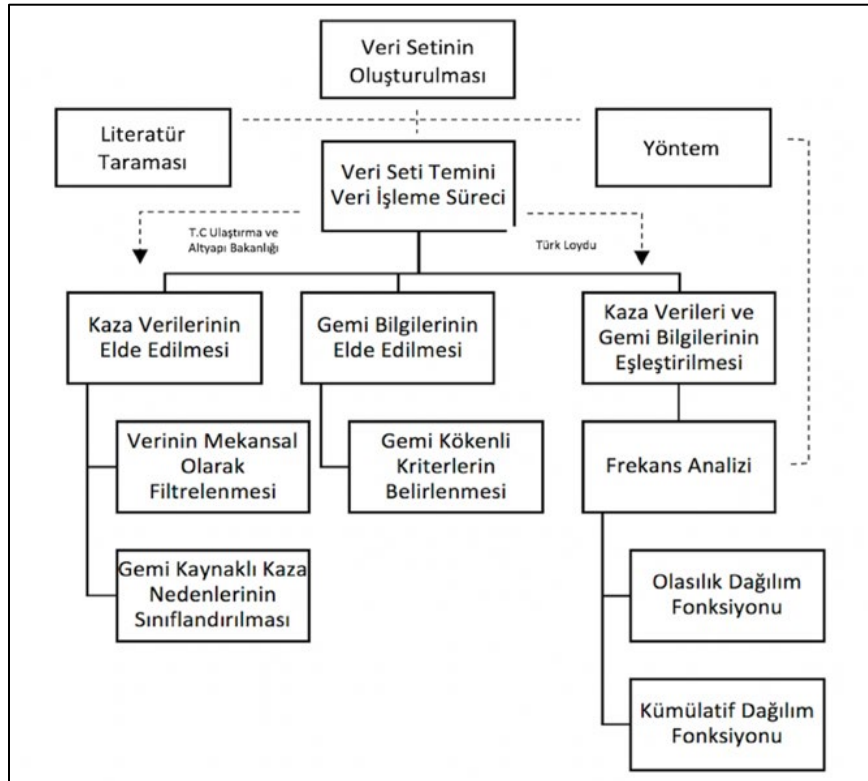 Veri Setinin
Oluşturulması
Literatür
Taraması
Yöntem
Veri Seti Temini
Veri İşleme Süreci
T.C Ulaştırma ve
Altyapı Bakanlığı
Türk Loydu
Kaza Verilerinin
Elde Edilmesi
Gemi Bilgilerinin
Elde Edilmesi
Kaza Verileri ve
Gemi Bilgilerinin
Eşleştirilmesi
Verinin Mekansal
Olarak
Filtrelenmesi
Gemi Kökenli
Kriterlerin
Belirlenmesi
Frekans Analizi
Gemi Kaynaklı Kaza
Nedenlerinin
Sınıflandırılması
Olasılık Dağılım
Fonksiyonu
Kümülatif Dağılım
Fonksiyonu